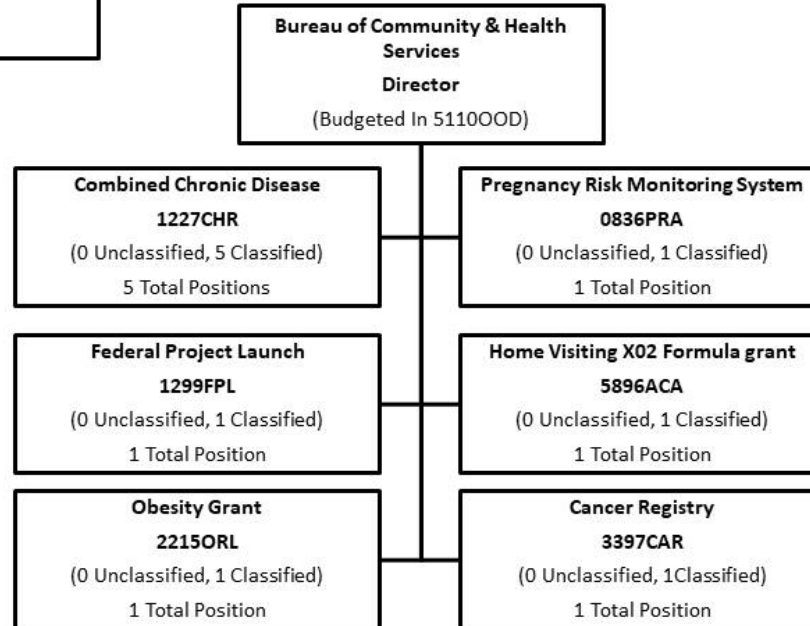 Bureau of Community & Health
Services
Director
(Budgeted In 5110OOD)
Combined Chronic Disease
1227CHR
(0 Unclassified, 5 Classified)
5 Total Positions
Pregnancy Risk Monitoring System
0836PRA
(0 Unclassified, 1 Classified)
1 Total Position
Federal Project Launch
1299FPL
(0 Unclassified, 1 Classified)
1 Total Position
Home Visiting X02 Formula grant
5896ACA
(0 Unclassified, 1 Classified)
1 Total Position
Obesity Grant
2215ORL
(0 Unclassified, 1 Classified)
1 Total Position
Cancer Registry
3397CAR
(0 Unclassified, 1Classified)
1 Total Position